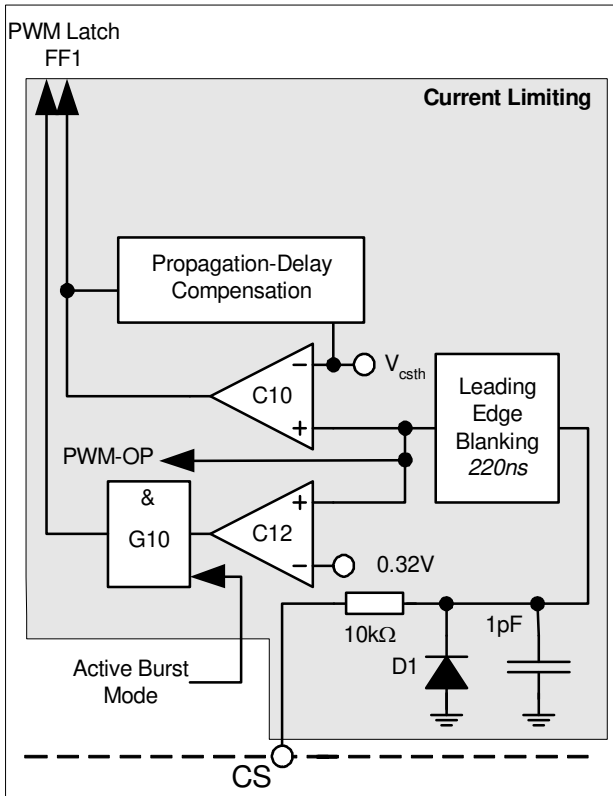 PWM Latch
FF1
Current Limiting
Propagation-Delay
Compensation
−
Vcsth
C10
+
Leading
Edge
Blanking
220ns
PWM-OP
&
G10
+
C12
−
0.32V
10kΩ
1pF
D1
Active Burst
Mode
CS